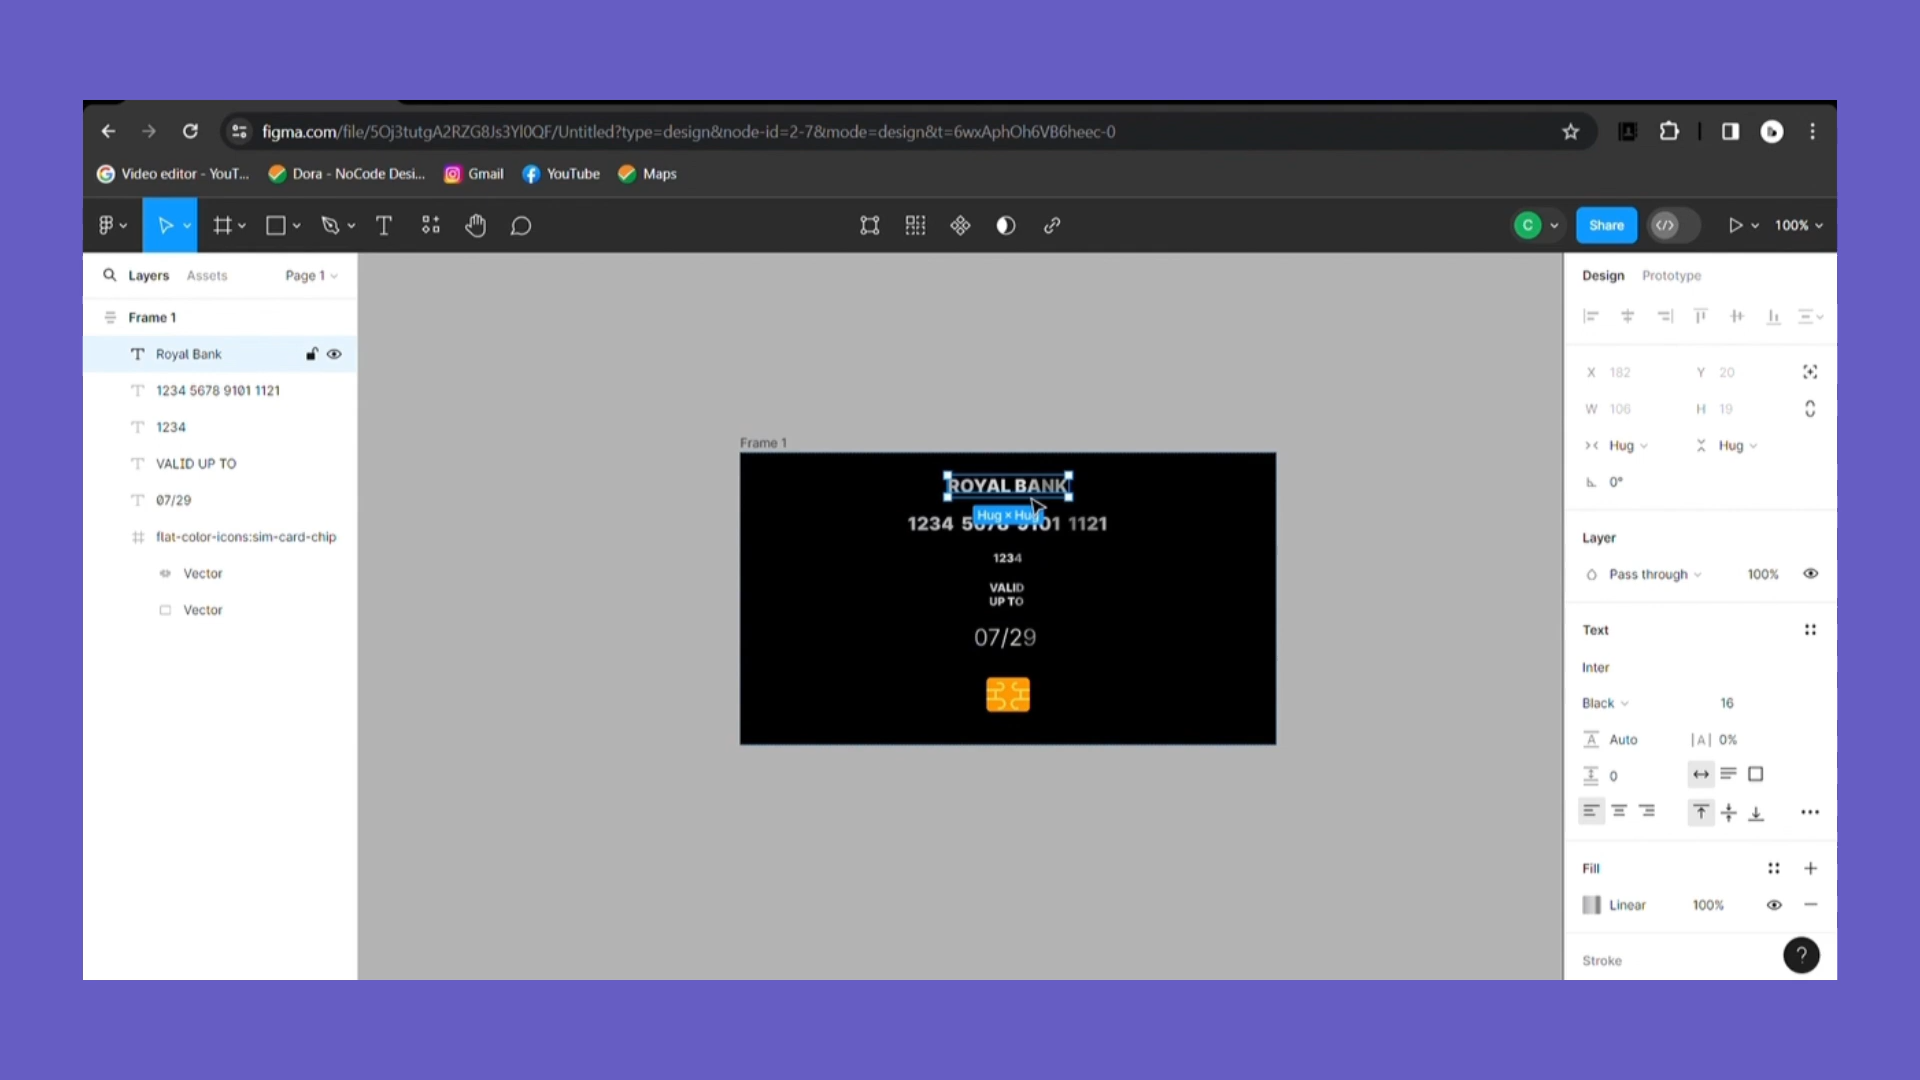 figma.com/file/5Oj3tutgA2RZG8Js3Yl0QF/Untitled?type=design&node-id=2-7&mode=design&t=6wxAphOh6VB6heec-0
Video editor - YouT... Dora - NoCode Desi... Gmail YouTube Maps
C Share 100%
Layers Assets Page 1
Frame 1
Royal Bank
1234 5678 9101 1121
1234
VALID UP TO
07/29
flat-color-icons:sim-card-chip
Vector
Vector
Frame 1
ROYAL BANK
Hug × Hug
1234 5678 9101 1121
1234
VALID
UP TO
07/29
Design Prototype
X 182 Y 20
W 106 H 19
Hug Hug
0°
Layer
Pass through 100%
Text
Inter
Black 16
A Auto |A| 0%
0
Fill
Linear 100%
Stroke
?